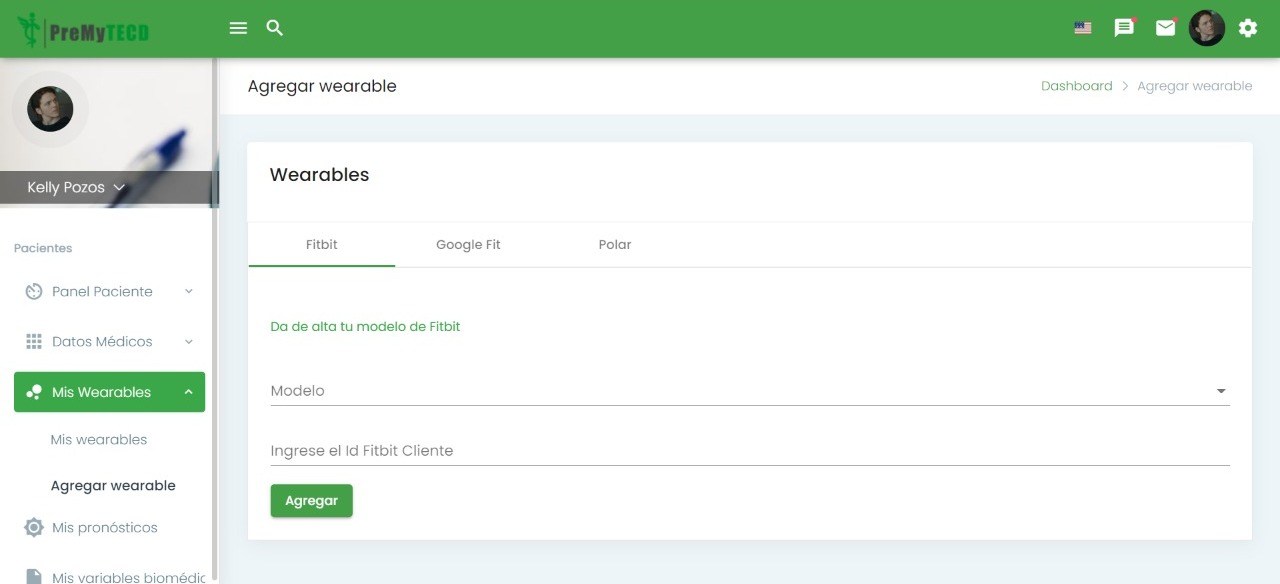 PreMyTECD
Agregar wearable
Dashboard > Agregar wearable
Kelly Pozos
Wearables
Fitbit Google Fit Polar
Pacientes
Panel Paciente
Datos Médicos
Mis Wearables
Mis wearables
Agregar wearable
Mis pronósticos
Mis variables biomédic
Da de alta tu modelo de Fitbit
Modelo
Ingrese el Id Fitbit Cliente
Agregar